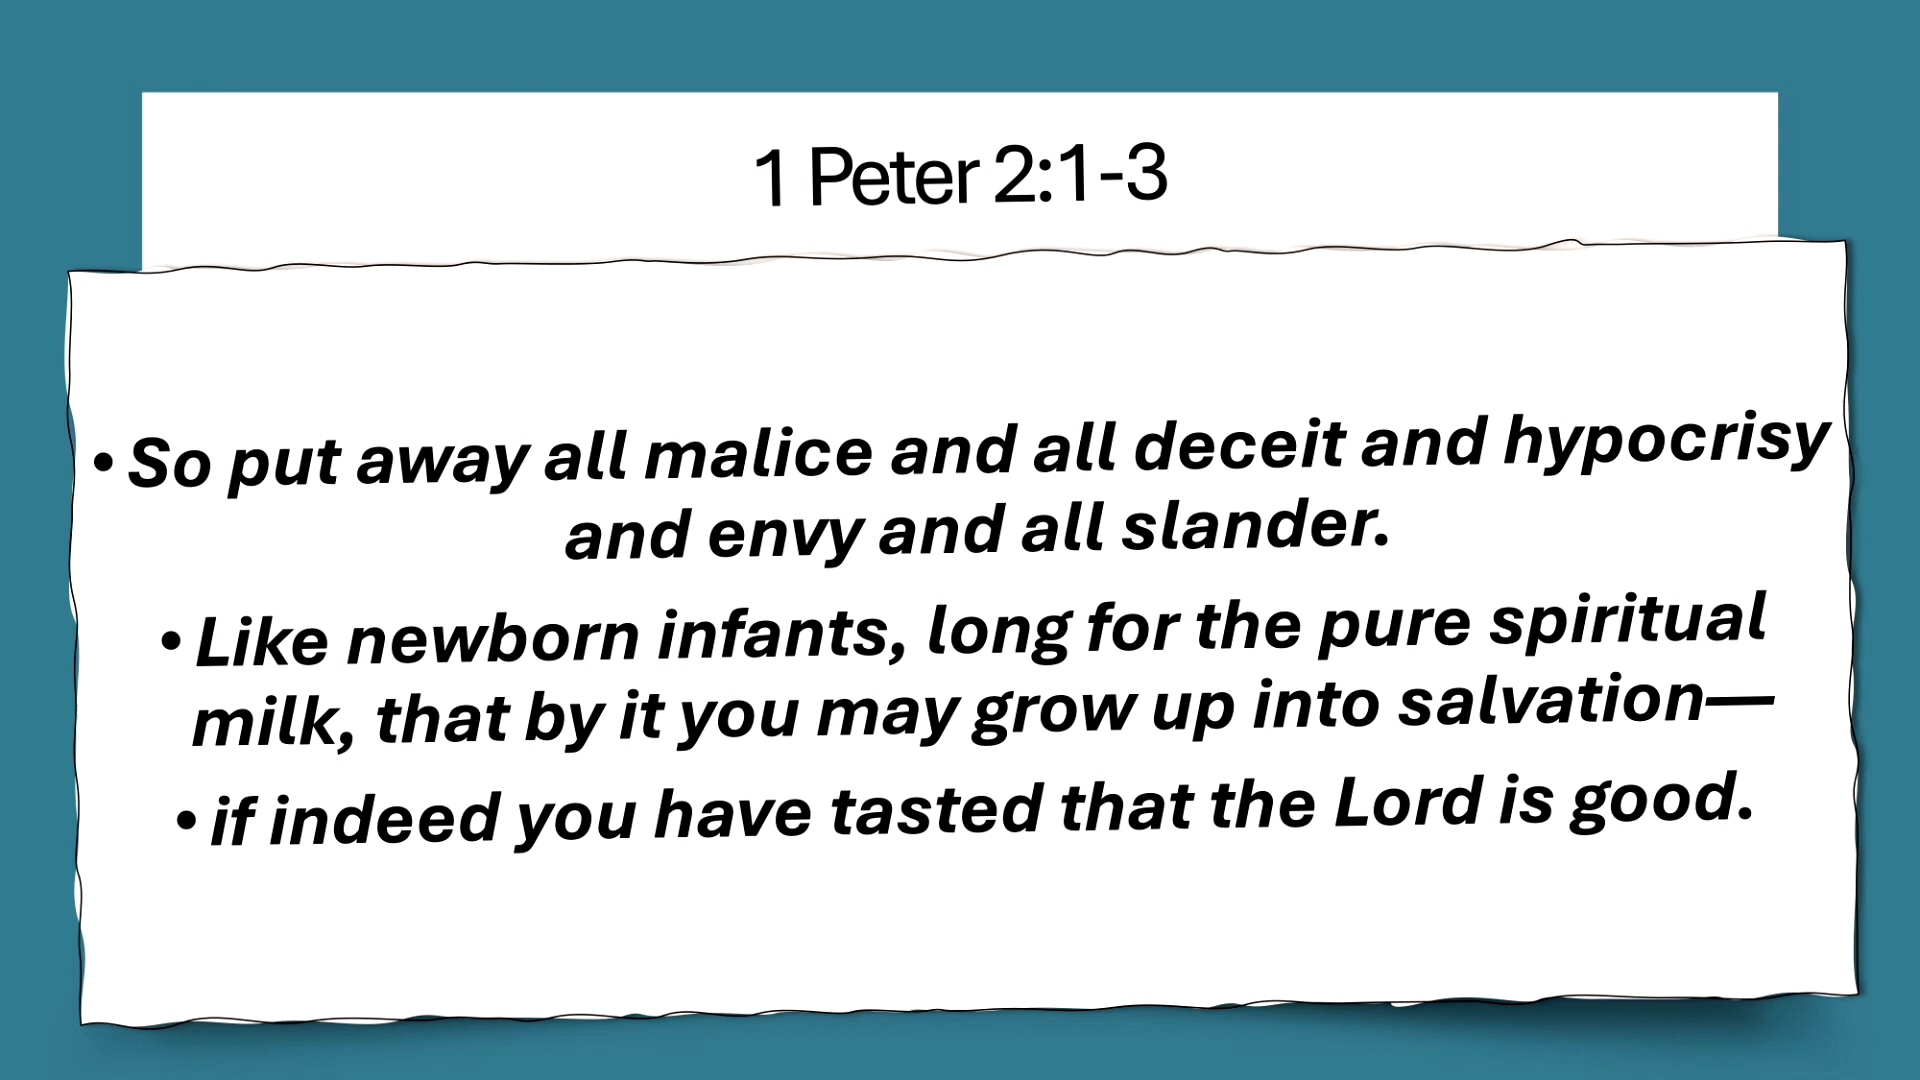 1 Peter 2:1-3
• So put away all malice and all deceit and hypocrisy
and envy and all slander.
• Like newborn infants, long for the pure spiritual
milk, that by it you may grow up into salvation—
• if indeed you have tasted that the Lord is good.